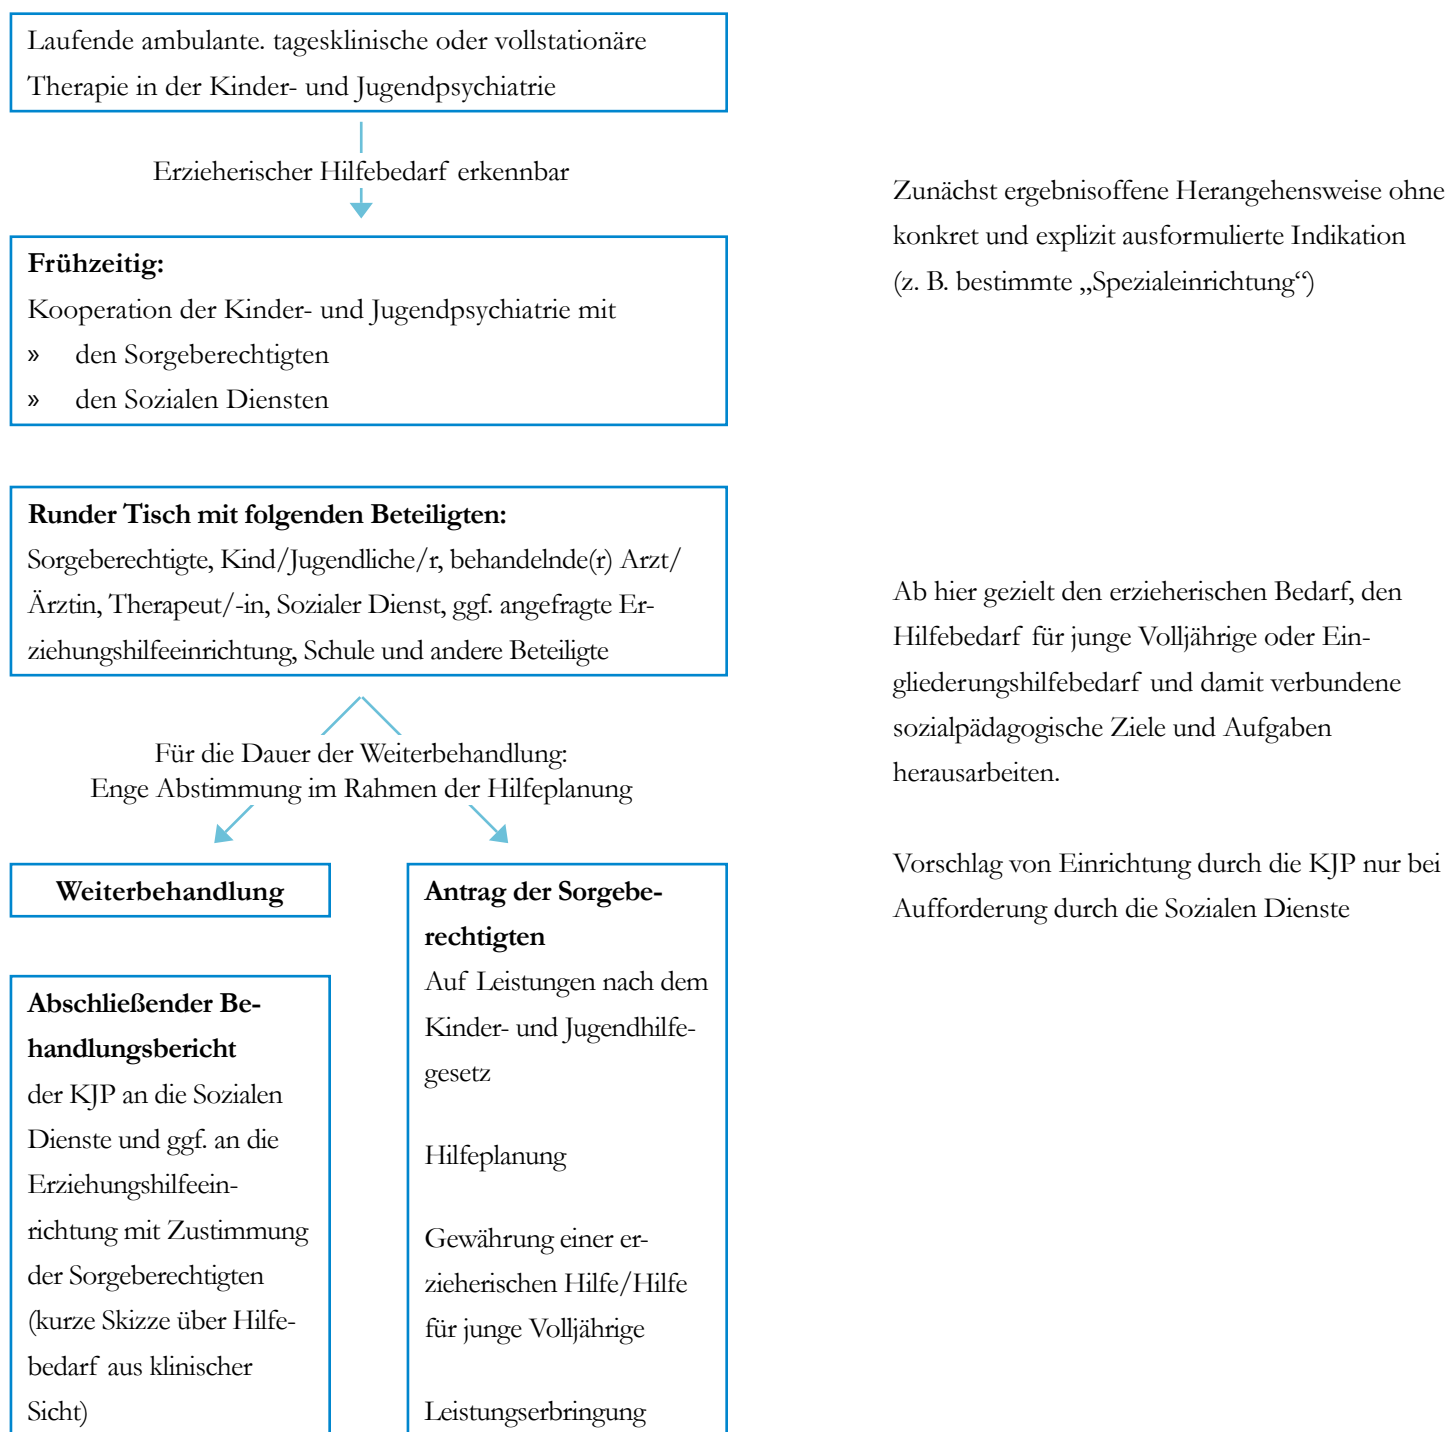 Laufende ambulante. tagesklinische oder vollstationäre
Therapie in der Kinder- und Jugendpsychiatrie
Erzieherischer Hilfebedarf erkennbar
Frühzeitig:
Kooperation der Kinder- und Jugendpsychiatrie mit
» den Sorgeberechtigten
» den Sozialen Diensten
Zunächst ergebnisoffene Herangehensweise ohne
konkret und explizit ausformulierte Indikation
(z. B. bestimmte „Spezialeinrichtung“)
Runder Tisch mit folgenden Beteiligten:
Sorgeberechtigte, Kind/Jugendliche/r, behandelnde(r) Arzt/
Ärztin, Therapeut/-in, Sozialer Dienst, ggf. angefragte Er-
ziehungshilfeeinrichtung, Schule und andere Beteiligte
Ab hier gezielt den erzieherischen Bedarf, den
Hilfebedarf für junge Volljährige oder Ein-
gliederungshilfebedarf und damit verbundene
sozialpädagogische Ziele und Aufgaben
herausarbeiten.
Für die Dauer der Weiterbehandlung:
Enge Abstimmung im Rahmen der Hilfeplanung
Vorschlag von Einrichtung durch die KJP nur bei
Aufforderung durch die Sozialen Dienste
Weiterbehandlung
Abschließender Be-
handlungsbericht
der KJP an die Sozialen
Dienste und ggf. an die
Erziehungshilfeein-
richtung mit Zustimmung
der Sorgeberechtigten
(kurze Skizze über Hilfe-
bedarf aus klinischer
Sicht)
Antrag der Sorgebe-
rechtigten
Auf Leistungen nach dem
Kinder- und Jugendhilfe-
gesetz
Hilfeplanung
Gewährung einer er-
zieherischen Hilfe/Hilfe
für junge Volljährige
Leistungserbringung